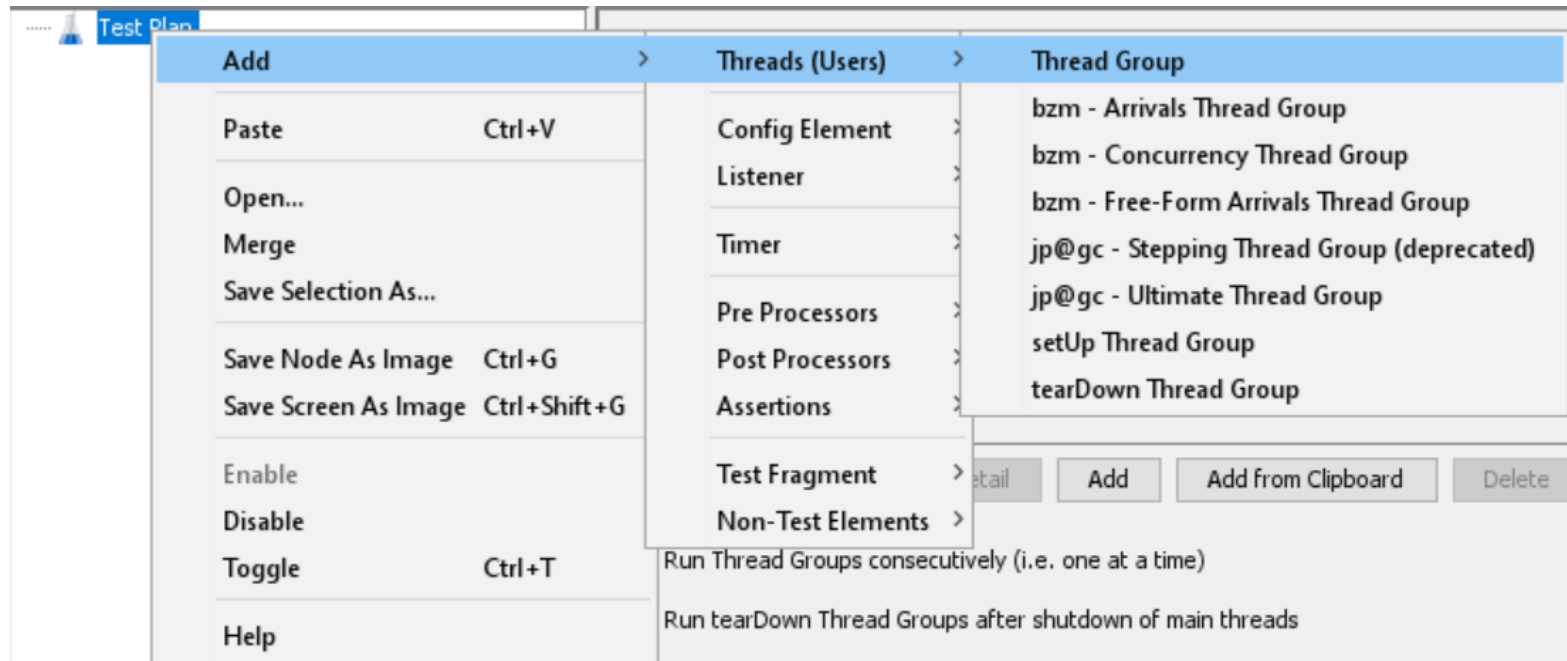 Test Plan
Add
Paste Ctrl+V
Open...
Merge
Save Selection As...
Save Node As Image Ctrl+G
Save Screen As Image Ctrl+Shift+G
Enable
Disable
Toggle Ctrl+T
Help
Threads (Users)
Config Element
Listener
Timer
Pre Processors
Post Processors
Assertions
Test Fragment
Non-Test Elements
Thread Group
bzm - Arrivals Thread Group
bzm - Concurrency Thread Group
bzm - Free-Form Arrivals Thread Group
jp@gc - Stepping Thread Group (deprecated)
jp@gc - Ultimate Thread Group
setUp Thread Group
tearDown Thread Group
Add Add from Clipboard Delete
Run Thread Groups consecutively (i.e. one at a time)
Run tearDown Thread Groups after shutdown of main threads